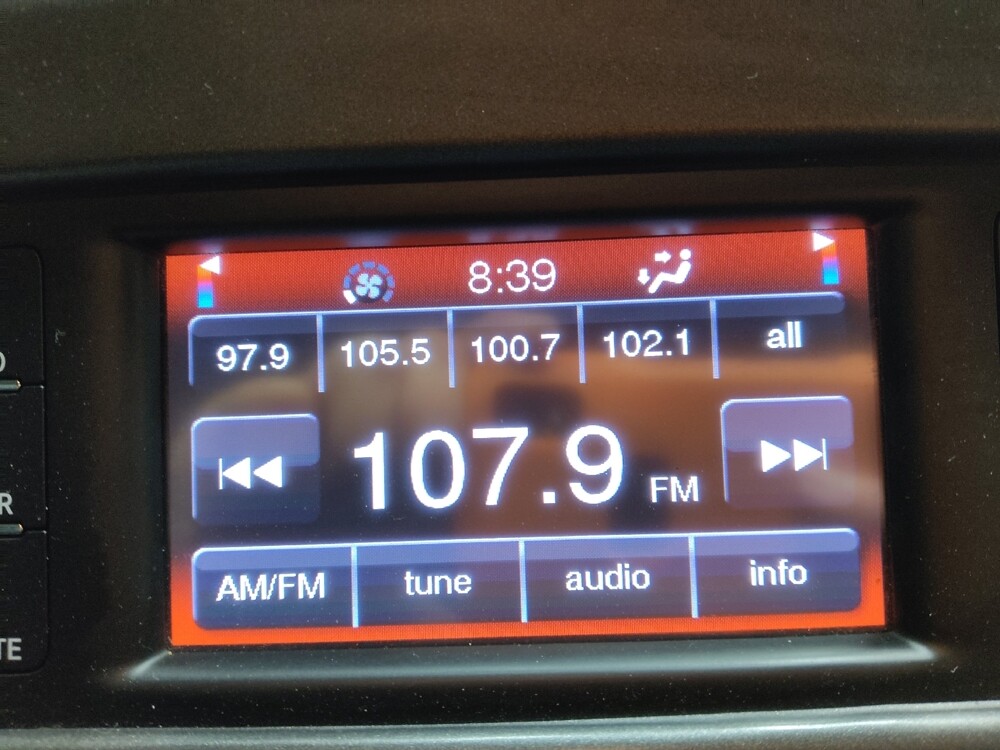 8:39
97.9 105.5 100.7 102.1 all
107.9 FM
AM/FM tune audio info